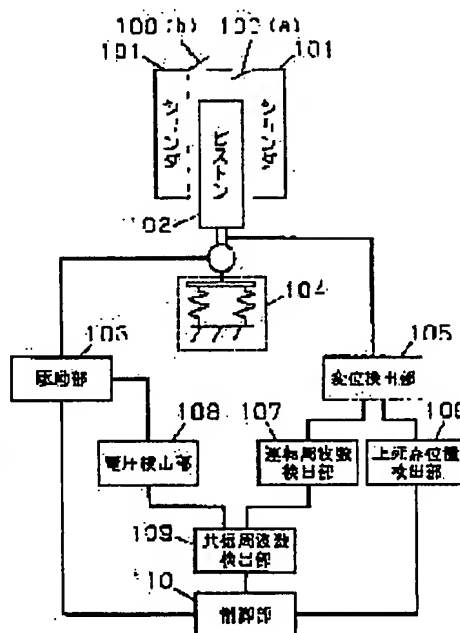 100(b) 100(a)
101 101
シリンダ
ピストン
シリンダ
102
104
103
105
駆動部
変位検出部
108
107
106
電圧検出部
運転周波数
検出部
上死点位置
検出部
109
共振周波数
検出部
110
制御部